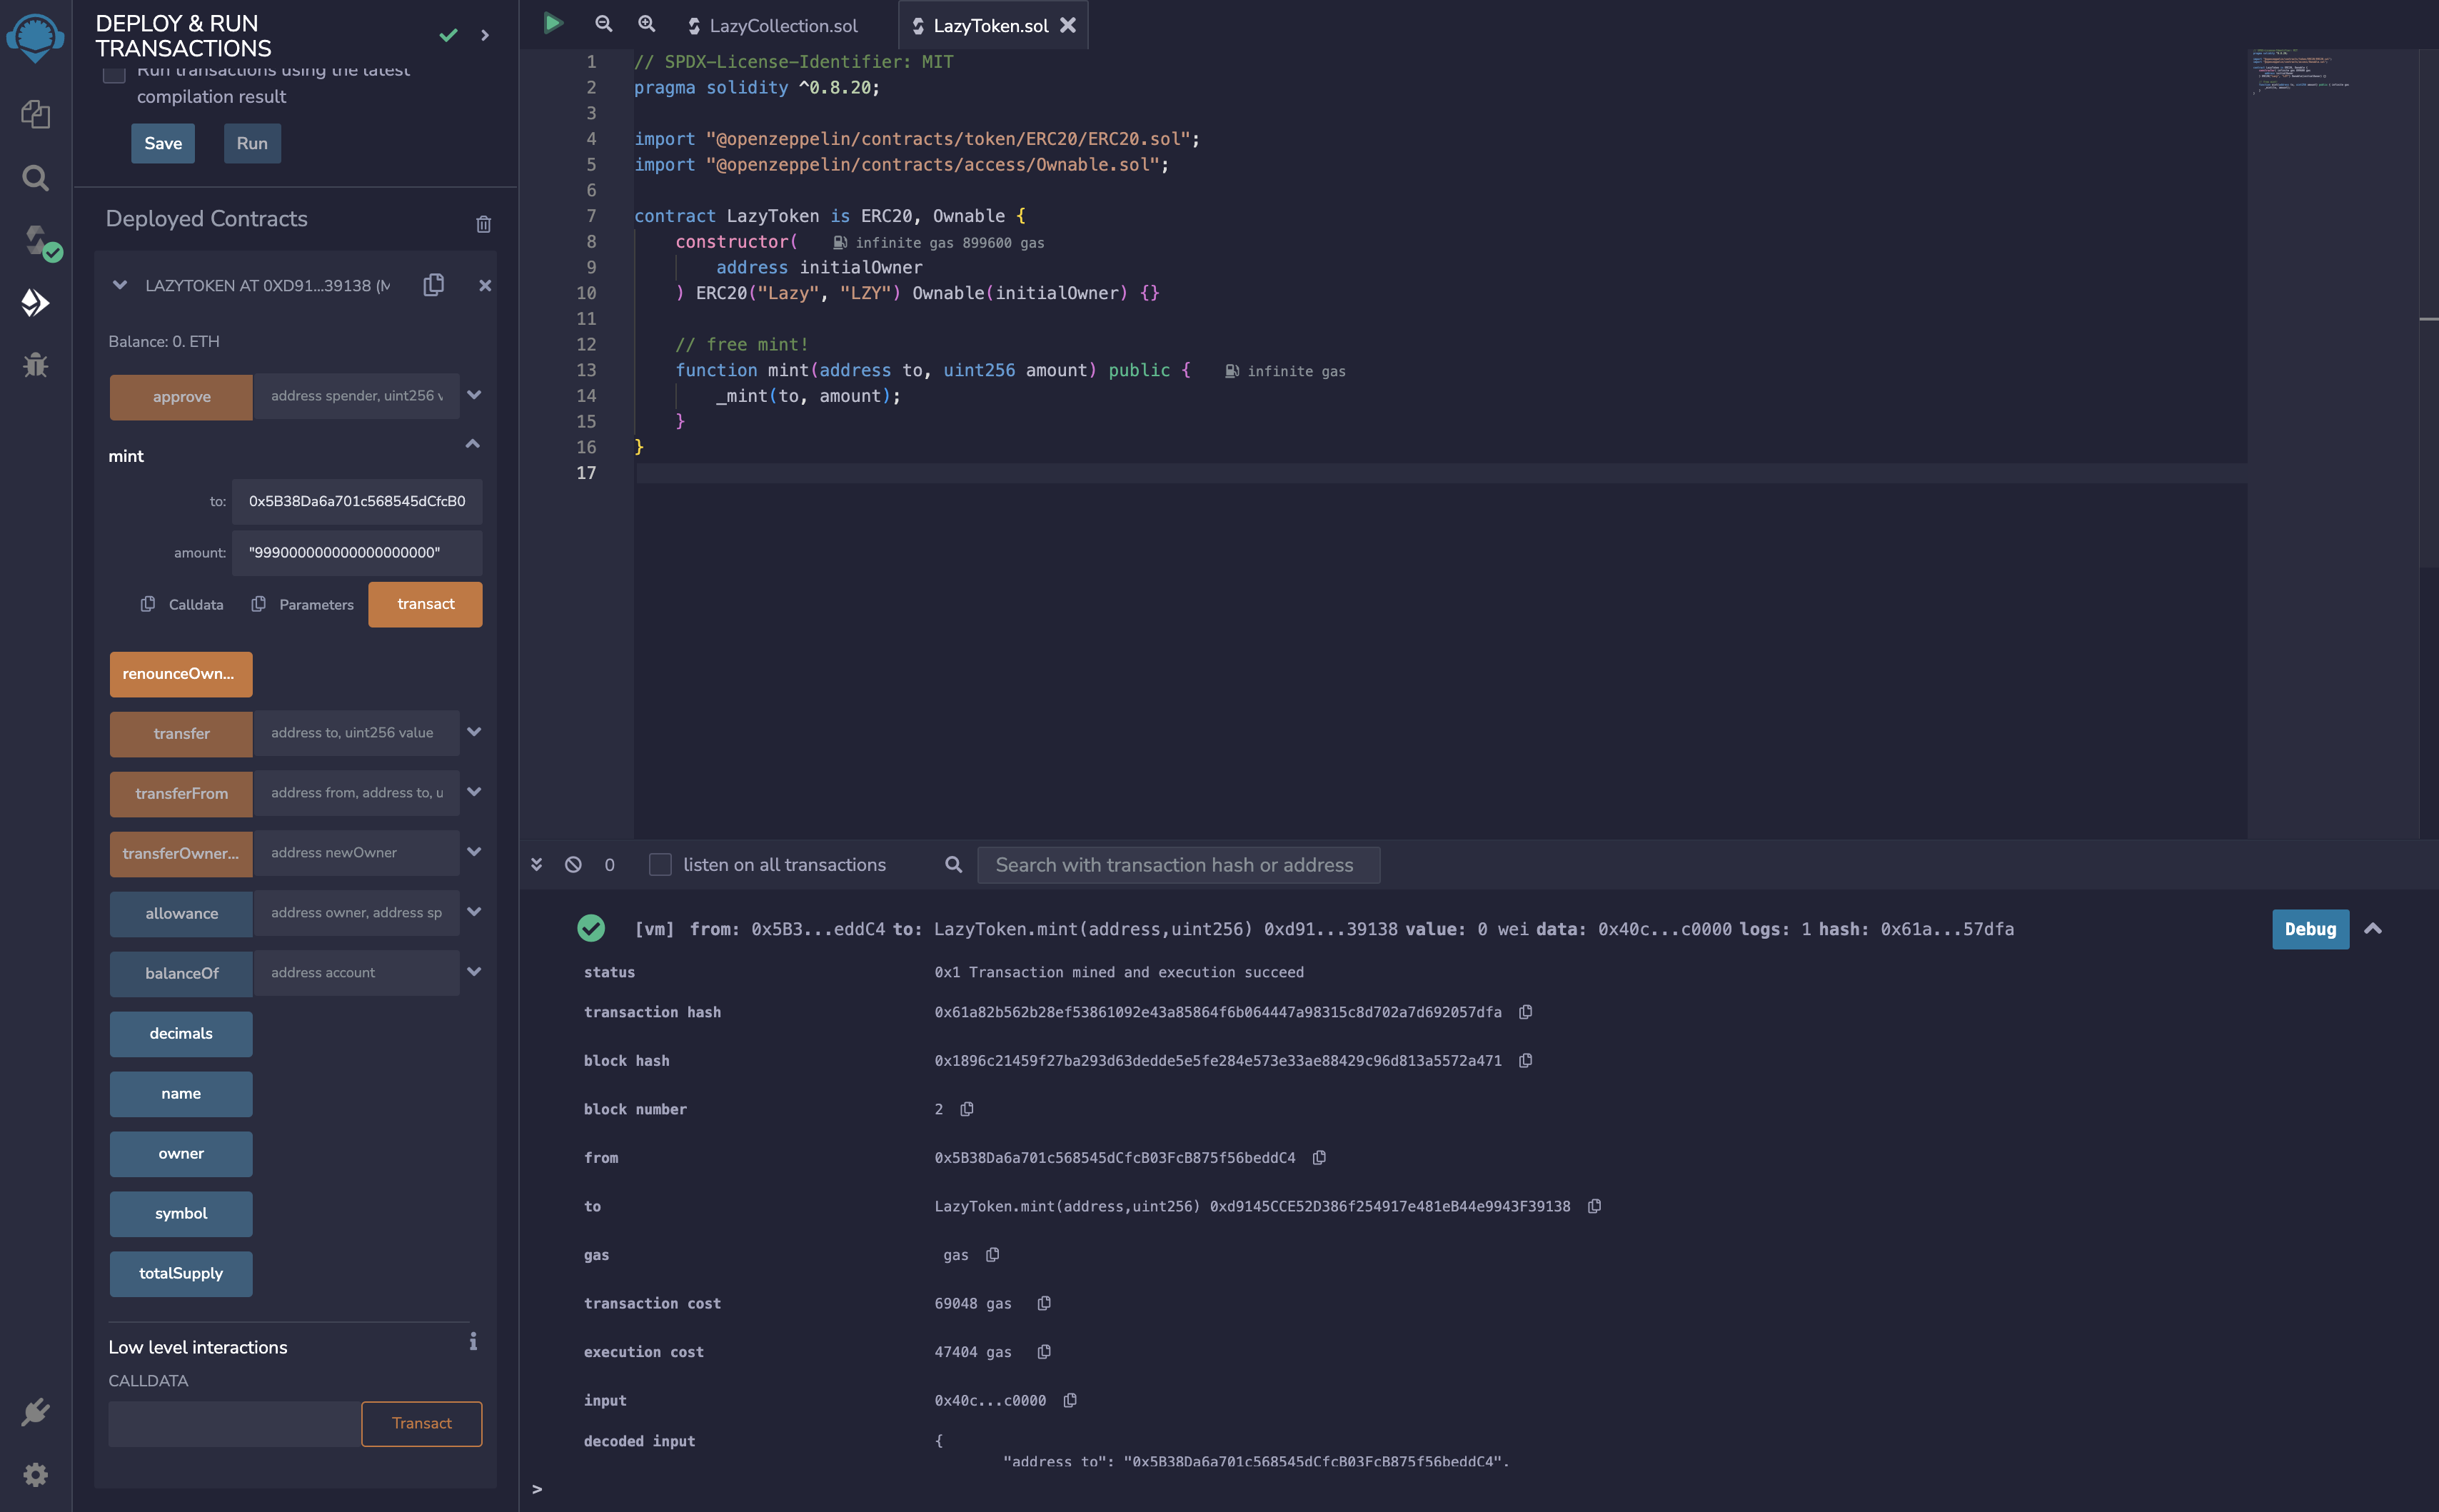 DEPLOY & RUN
TRANSACTIONS
Run transactions using the latest
compilation result
Save
Run
Deployed Contracts
LAZYTOKEN AT 0XD91...39138 (M
Balance: 0. ETH
approve
address spender, uint256 v
mint
to:
0x5B38Da6a701c568545dCfcB0
amount:
"999000000000000000000"
Calldata
Parameters
transact
renounceOwn...
transfer
address to, uint256 value
transferFrom
address from, address to, u
transferOwner...
address newOwner
allowance
address owner, address sp
balanceOf
address account
decimals
name
owner
symbol
totalSupply
Low level interactions
CALLDATA
Transact
LazyCollection.sol
LazyToken.sol
1 // SPDX-License-Identifier: MIT
2 pragma solidity ^0.8.20;
3
4 import "@openzeppelin/contracts/token/ERC20/ERC20.sol";
5 import "@openzeppelin/contracts/access/Ownable.sol";
6
7 contract LazyToken is ERC20, Ownable {
8 constructor( infinite gas 899600 gas
9 address initialOwner
10 ) ERC20("Lazy", "LZY") Ownable(initialOwner) {}
11
12 // free mint!
13 function mint(address to, uint256 amount) public { infinite gas
14 _mint(to, amount);
15 }
16 }
17
0
listen on all transactions
Search with transaction hash or address
[vm] from: 0x5B3...eddC4 to: LazyToken.mint(address,uint256) 0xd91...39138 value: 0 wei data: 0x40c...c0000 logs: 1 hash: 0x61a...57dfa
Debug
status 0x1 Transaction mined and execution succeed
transaction hash 0x61a82b562b28ef53861092e43a85864f6b064447a98315c8d702a7d692057dfa
block hash 0x1896c21459f27ba293d63dedde5e5fe284e573e33ae88429c96d813a5572a471
block number 2
from 0x5B38Da6a701c568545dCfcB03FcB875f56beddC4
to LazyToken.mint(address,uint256) 0xd9145CCE52D386f254917e481eB44e9943F39138
gas gas
transaction cost 69048 gas
execution cost 47404 gas
input 0x40c...c0000
decoded input {
"address to": "0x5B38Da6a701c568545dCfcB03FcB875f56beddC4",
>